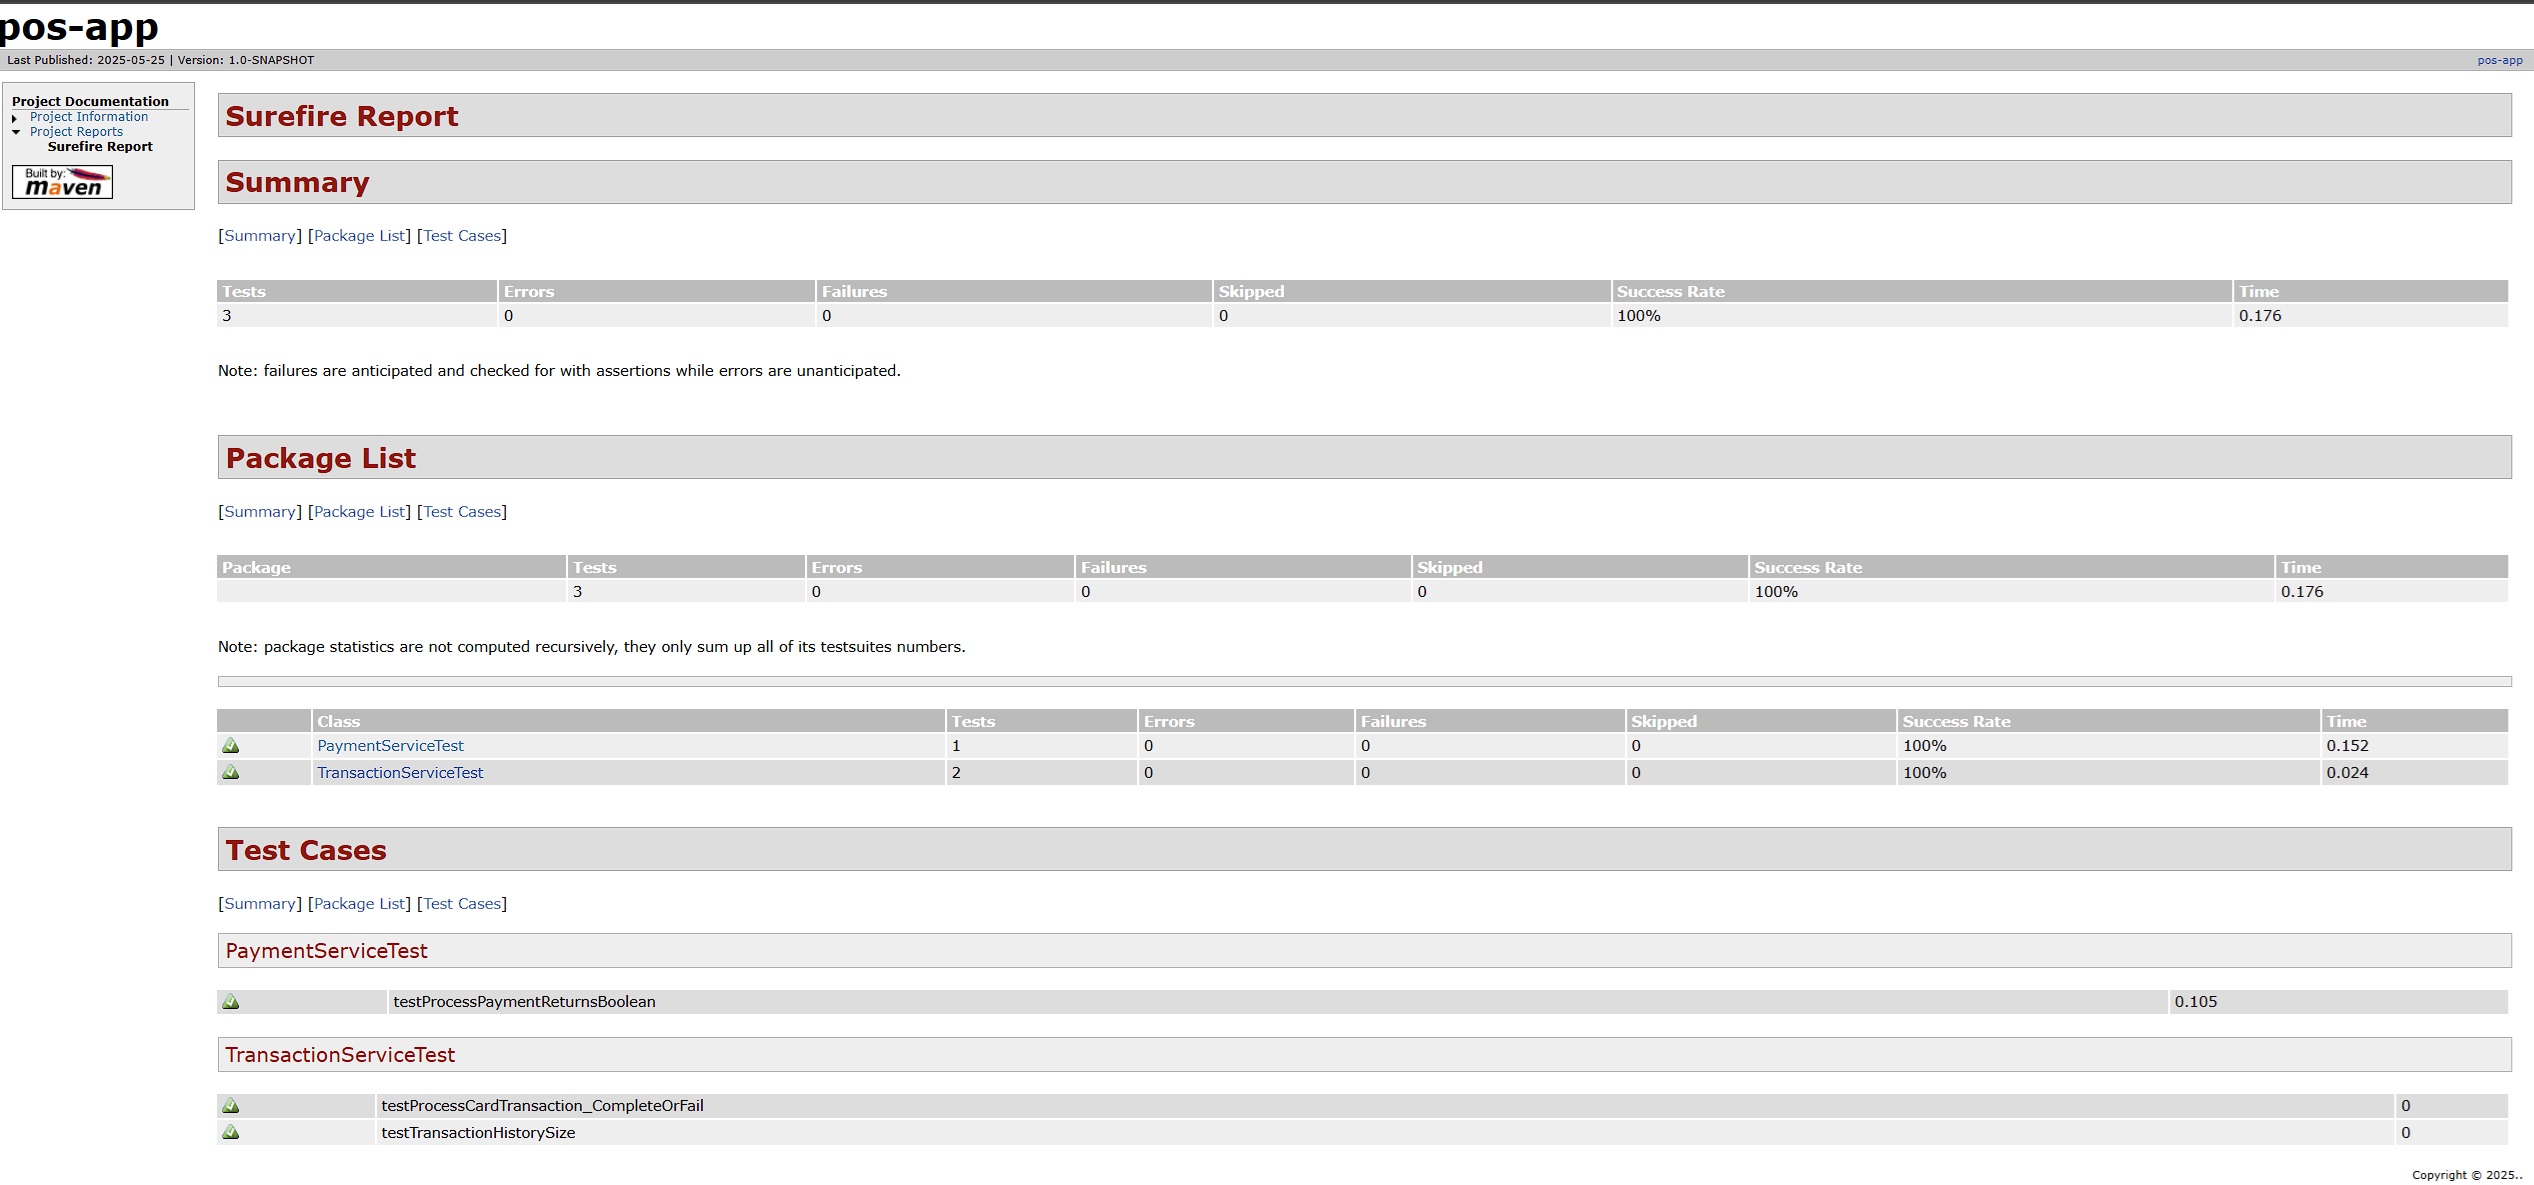 pos-app
Last Published: 2025-05-25 | Version: 1.0-SNAPSHOT pos-app
Project Documentation
Project Information
Project Reports
Surefire Report
Built by:
maven
Surefire Report
Summary
[Summary] [Package List] [Test Cases]
Tests Errors Failures Skipped Success Rate Time
3 0 0 0 100% 0.176
Note: failures are anticipated and checked for with assertions while errors are unanticipated.
Package List
[Summary] [Package List] [Test Cases]
Package Tests Errors Failures Skipped Success Rate Time
3 0 0 0 100% 0.176
Note: package statistics are not computed recursively, they only sum up all of its testsuites numbers.
Class Tests Errors Failures Skipped Success Rate Time
PaymentServiceTest 1 0 0 0 100% 0.152
TransactionServiceTest 2 0 0 0 100% 0.024
Test Cases
[Summary] [Package List] [Test Cases]
PaymentServiceTest
testProcessPaymentReturnsBoolean 0.105
TransactionServiceTest
testProcessCardTransaction_CompleteOrFail 0
testTransactionHistorySize 0
Copyright © 2025..